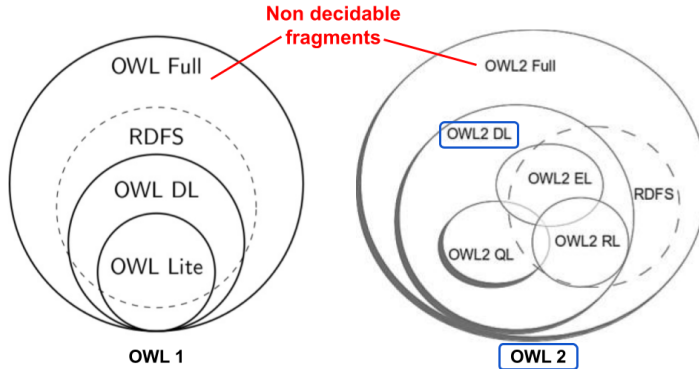 Non decidable
fragments
OWL Full
RDFS
OWL DL
OWL Lite
OWL 1
OWL2 Full
OWL2 DL
OWL2 EL
RDFS
OWL2 QL
OWL2 RL
OWL 2